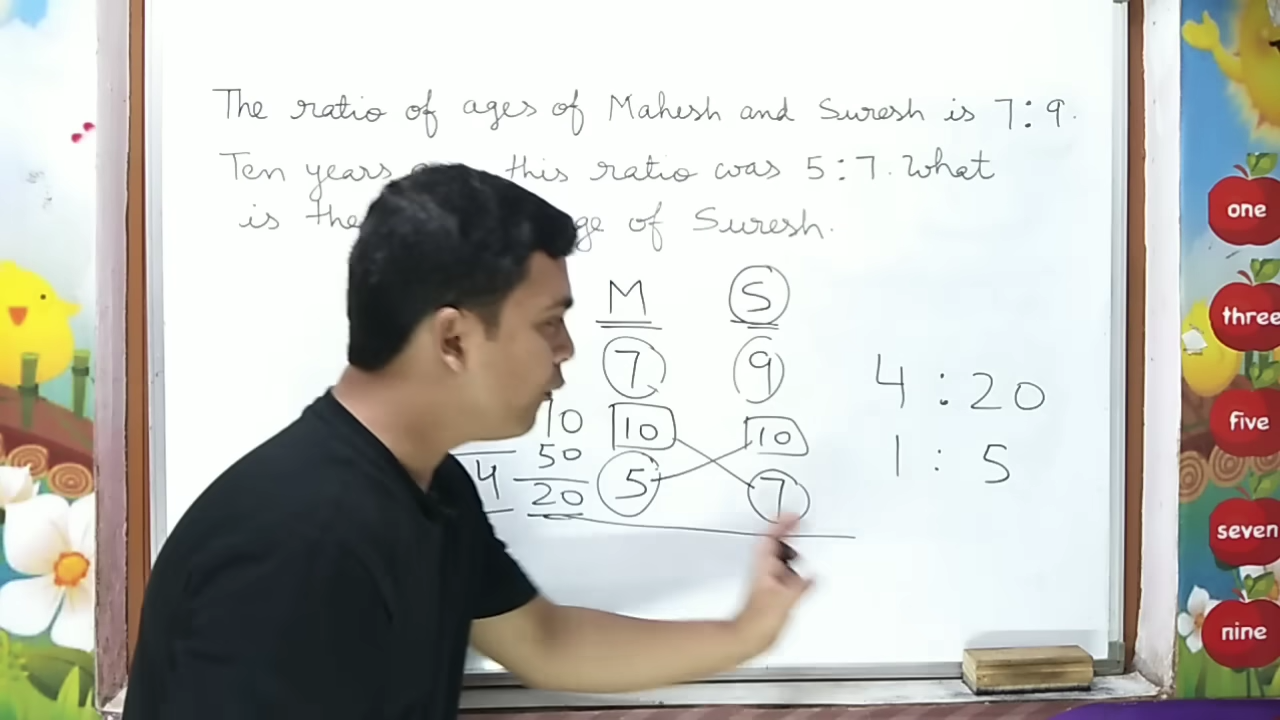 The ratio of ages of Mahesh and Suresh is 7:9.
Ten years this ratio was 5:7. What
is the of Suresh.
M S
7 9
10 10 10
50
4 20 5 7
4 : 20
1 : 5
one
three
five
seven
nine